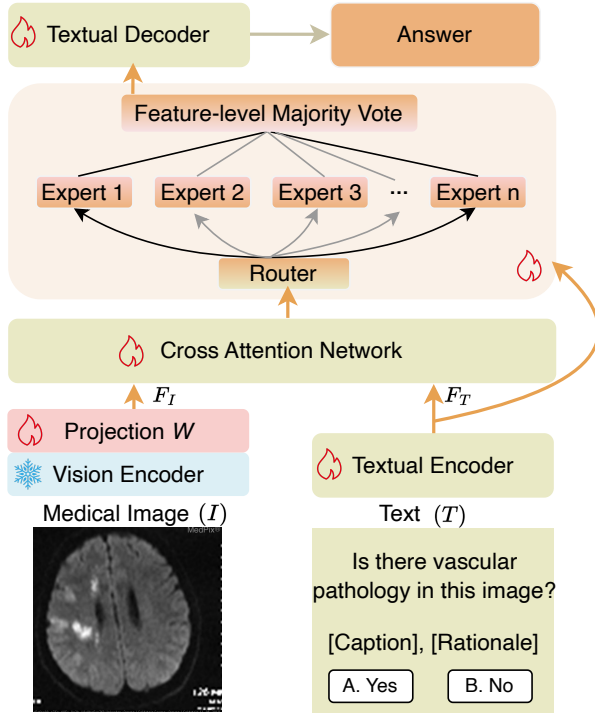 Textual Decoder
Answer
Feature-level Majority Vote
Expert 1
Expert 2
Expert 3
...
Expert n
Router
Cross Attention Network
F_I
F_T
Projection W
Vision Encoder
Textual Encoder
Medical Image (I)
Text (T)
MedPix
Is there vascular
pathology in this image?
[Caption], [Rationale]
A. Yes
B. No